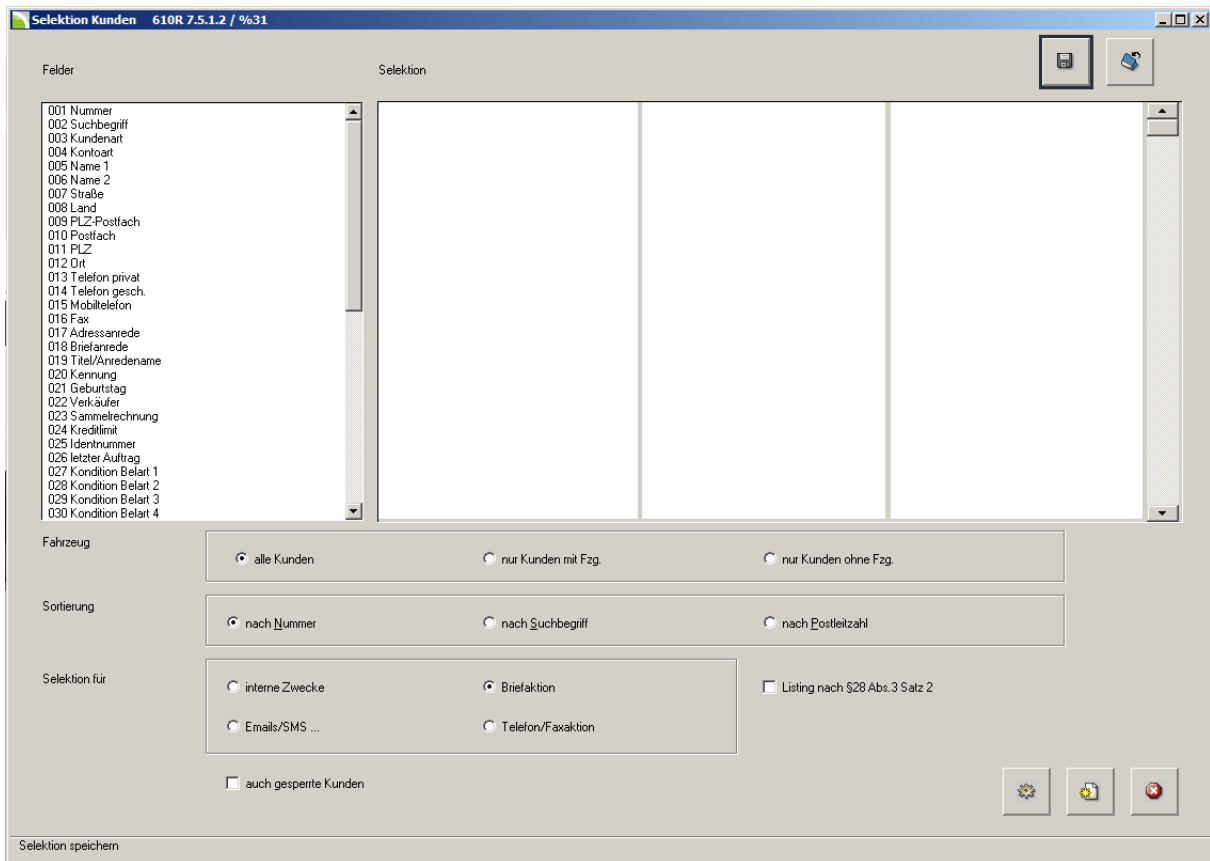 Selektion Kunden 610R 7.5.1.2 / %31
Felder
Selektion
001 Nummer
002 Suchbegriff
003 Kundenart
004 Kontoart
005 Name 1
006 Name 2
007 Straße
008 Land
009 PLZ-Postfach
010 Postfach
011 PLZ
012 Ort
013 Telefon privat
014 Telefon gesch.
015 Mobiltelefon
016 Fax
017 Adressanrede
018 Briefanrede
019 Titel/Anredename
020 Kennung
021 Geburtstag
022 Verkäufer
023 Sammelrechnung
024 Kreditlimit
025 Identnummer
026 letzter Auftrag
027 Kondition Belart 1
028 Kondition Belart 2
029 Kondition Belart 3
030 Kondition Belart 4
Fahrzeug
alle Kunden
nur Kunden mit Fzg.
nur Kunden ohne Fzg.
Sortierung
nach Nummer
nach Suchbegriff
nach Postleitzahl
Selektion für
interne Zwecke
Briefaktion
Listing nach §28 Abs.3 Satz 2
Emails/SMS ...
Telefon/Faxaktion
auch gesperrte Kunden
Selektion speichern